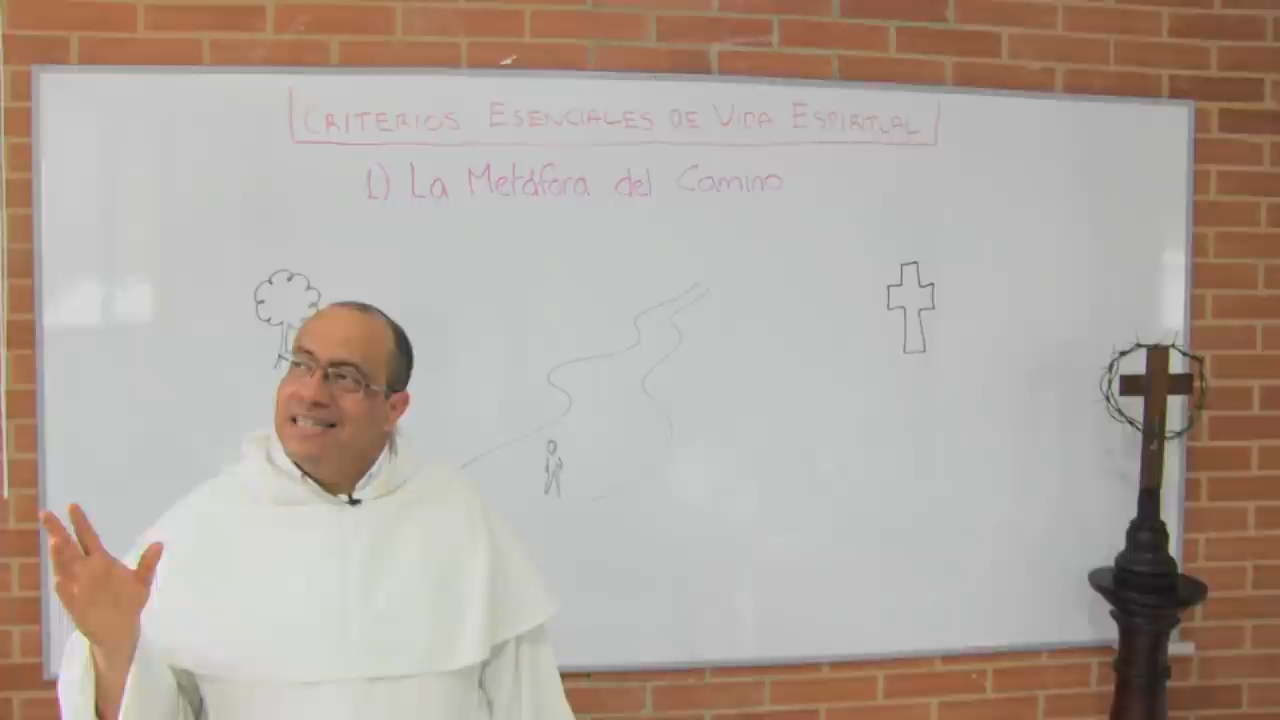 CRITERIOS ESENCIALES DE VIDA ESPIRITUAL
1) La Metáfora del Camino